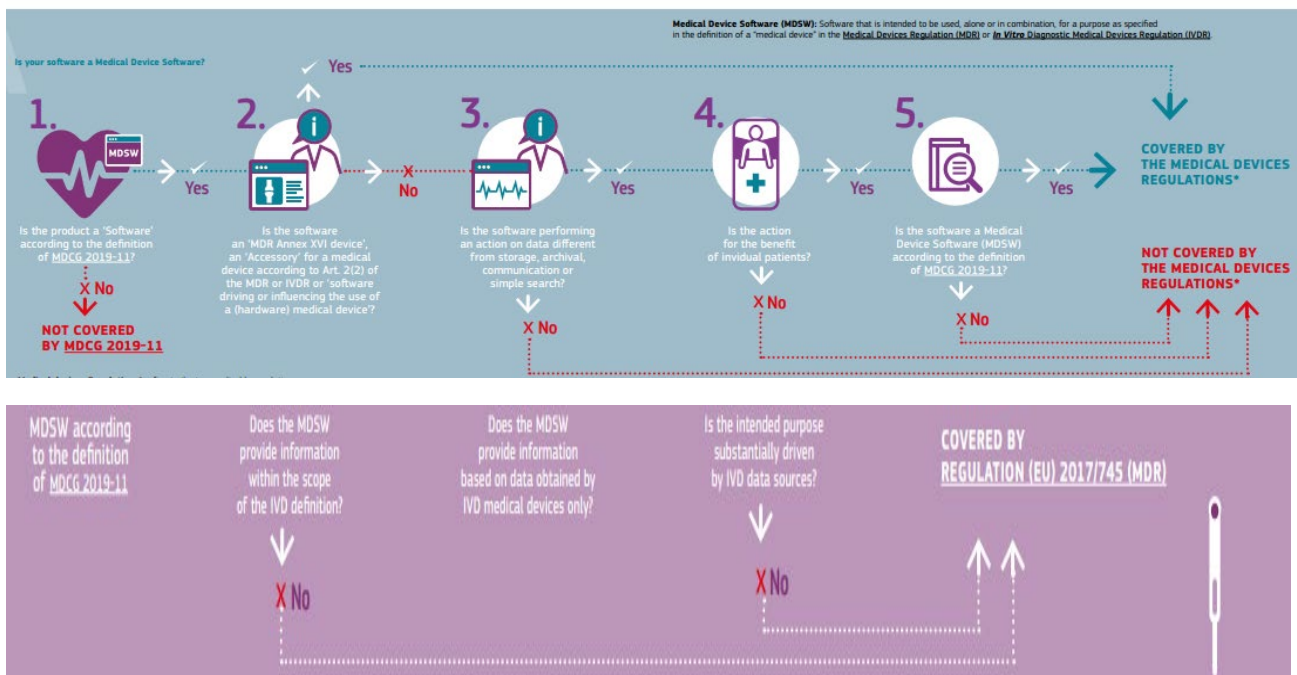 Medical Device Software (MDSW): Software that is intended to be used, alone or in combination, for a purpose as specified
in the definition of a "medical device" in the Medical Devices Regulation (MDR) or In Vitro Diagnostic Medical Devices Regulation (IVDR).
Is your software a Medical Device Software?
Yes
1.
2.
3.
4.
5.
MDSW
i
i
Yes
X
No
Yes
Yes
Yes
COVERED BY
THE MEDICAL DEVICES
REGULATIONS*
Is the product a 'Software'
according to the definition
of MDCG 2019-11?
X No
NOT COVERED
BY MDCG 2019-11
Is the software
an 'MDR Annex XVI device',
an 'Accessory' for a medical
device according to Art. 2(2) of
the MDR or IVDR or 'software
driving or influencing the use of
a (hardware) medical device'?
Is the software performing
an action on data different
from storage, archival,
communication or
simple search?
X No
Is the action
for the benefit
of invidual patients?
X No
Is the software a Medical
Device Software (MDSW)
according to the definition
of MDCG 2019-11?
X No
NOT COVERED BY
THE MEDICAL DEVICES
REGULATIONS*
MDSW according
to the definition
of MDCG 2019-11
Does the MDSW
provide information
within the scope
of the IVD definition?
X No
Does the MDSW
provide information
based on data obtained by
IVD medical devices only?
Is the intended purpose
substantially driven
by IVD data sources?
X No
COVERED BY
REGULATION (EU) 2017/745 (MDR)